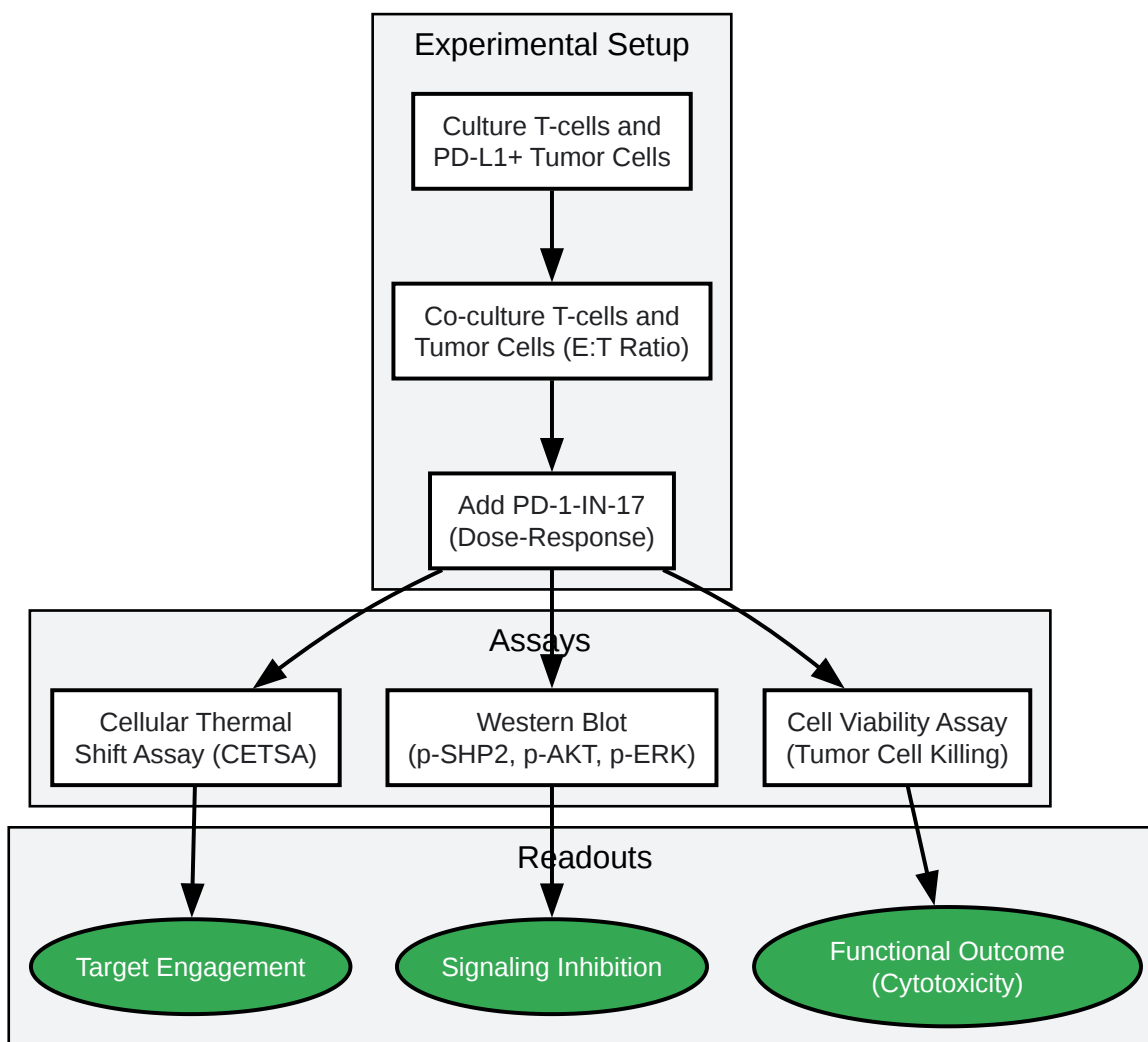 Experimental Setup
Culture T-cells and
PD-L1+ Tumor Cells
Co-culture T-cells and
Tumor Cells (E:T Ratio)
Add PD-1-IN-17
(Dose-Response)
Assays
Cellular Thermal
Shift Assay (CETSA)
Western Blot
(p-SHP2, p-AKT, p-ERK)
Cell Viability Assay
(Tumor Cell Killing)
Readouts
Target Engagement
Signaling Inhibition
Functional Outcome
(Cytotoxicity)